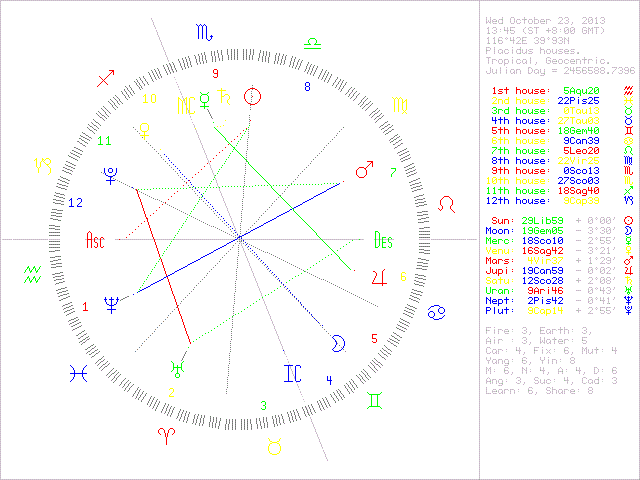 Wed October 23, 2013
13:45 (ST +8:00 GMT)
116°42E 39°93N
Placidus houses.
Tropical, Geocentric.
Julian Day = 2456588.7396
1st house: 5Aqu20
2nd house: 22Pis25
3rd house: 0Tau13
4th house: 27Tau03
5th house: 18Gem40
6th house: 9Can39
7th house: 5Leo20
8th house: 22Vir25
9th house: 0Sco13
10th house: 27Sco03
11th house: 18Sag40
12th house: 9Cap39
Sun: 29Lib59 + 0°00'
Moon: 19Gem05 - 3°30'
Merc: 18Sco10 - 2°55'
Venu: 16Sag42 - 3°21'
Mars: 4Vir37 + 1°29'
Jupi: 19Can59 - 0°02'
Satu: 12Sco28 + 2°08'
Uran: 9Ari46 - 0°43'
Nept: 2Pis42 - 0°41'
Plut: 9Cap14 + 2°55'
Fire: 3, Earth: 3,
Air : 3, Water: 5
Car: 4, Fix: 6, Mut: 4
Yang: 6, Yin: 8
M: 6, N: 4, A: 4, D: 6
Ang: 3, Suc: 4, Cad: 3
Learn: 6, Share: 8
9
8
10
MC
11
7
12
Asc
Des
6
1
5
IC
4
2
3